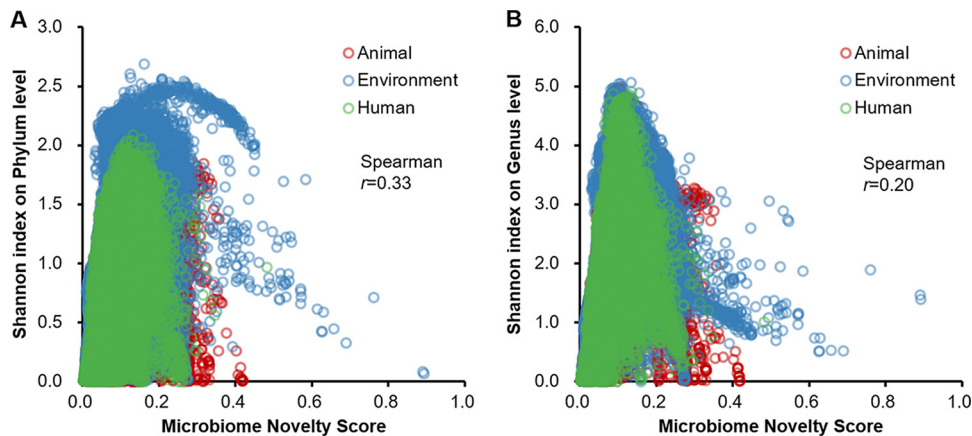 A
Shannon index on Phylum level
3.0
2.5
2.0
1.5
1.0
0.5
0.0
0.0 0.2 0.4 0.6 0.8 1.0
Microbiome Novelty Score
Animal
Environment
Human
Spearman
r=0.33
B
Shannon index on Genus level
6.0
5.0
4.0
3.0
2.0
1.0
0.0
0.0 0.2 0.4 0.6 0.8 1.0
Microbiome Novelty Score
Animal
Environment
Human
Spearman
r=0.20